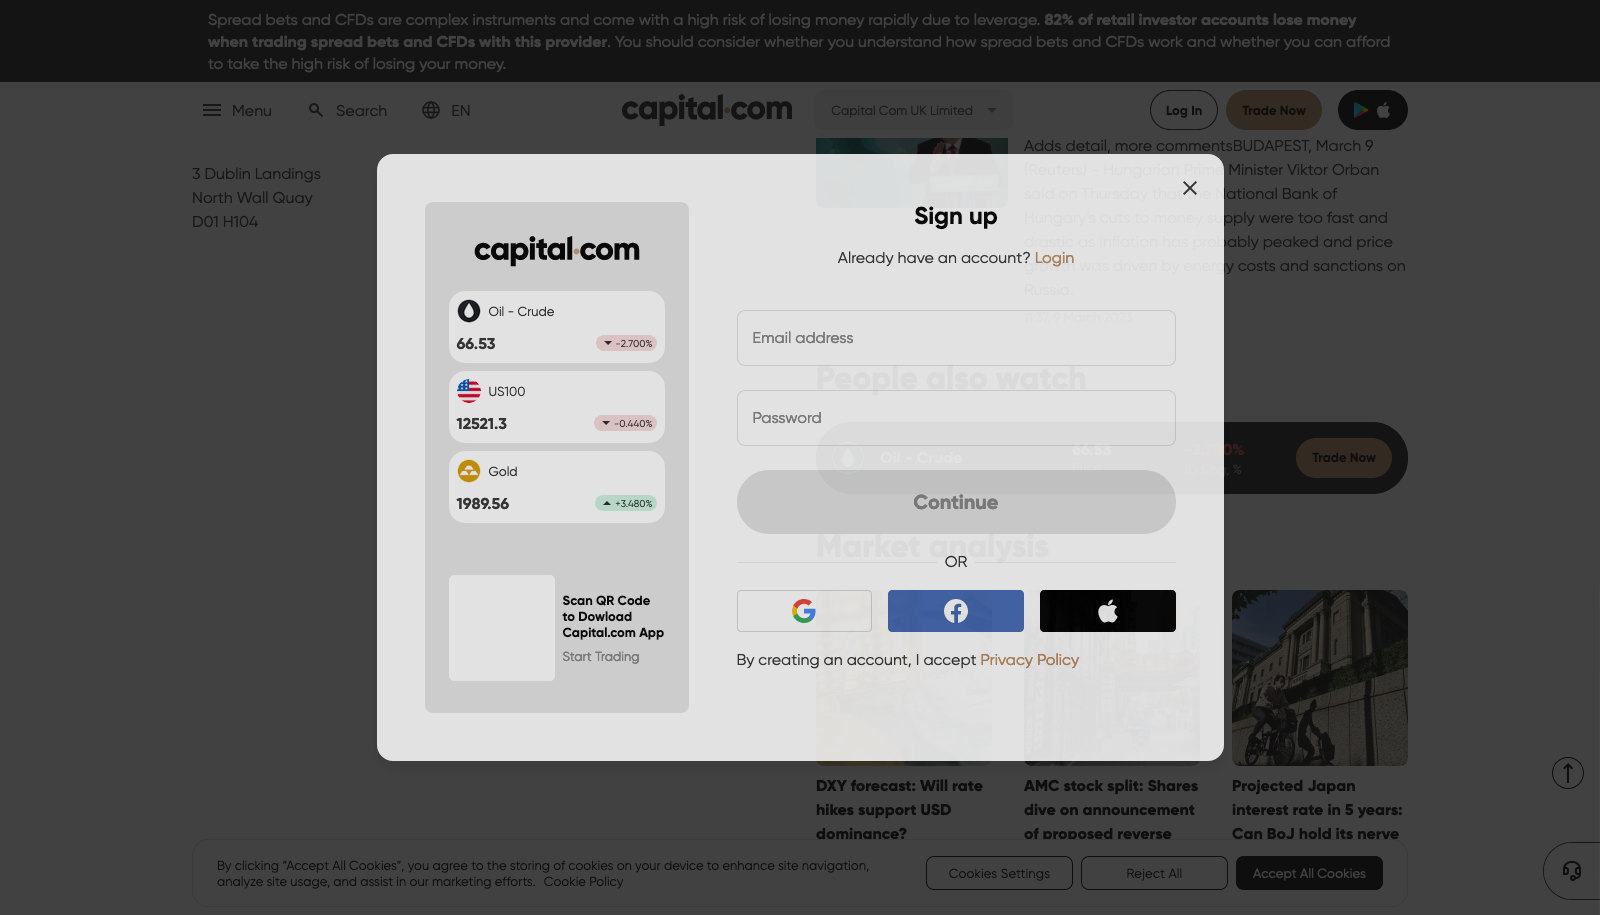 Spread bets and CFDs are complex instruments and come with a high risk of losing money rapidly due to leverage. 82% of retail investor accounts lose money
when trading spread bets and CFDs with this provider. You should consider whether you understand how spread bets and CFDs work and whether you can afford
to take the high risk of losing your money.
Menu
Search
EN
capital.com
Capital Com UK Limited
Log In
Trade Now
3 Dublin Landings
North Wall Quay
D01 H104
Adds detail, more commentsBUDAPEST, March 9
(Reuters) - Hungarian Prime Minister Viktor Orban
said on Thursday that the National Bank of
Hungary's cuts to money supply were too fast and
drastic as inflation has probably peaked and price
growth was driven by energy costs and sanctions on
Russia.
capital.com
Oil - Crude
66.53
-2.700%
US100
12521.3
-0.440%
Gold
1989.56
+3.480%
Scan QR Code
to Dowload
Capital.com App
Start Trading
Sign up
Already have an account? Login
Email address
Password
Continue
OR
By creating an account, I accept Privacy Policy
People also watch
Oil - Crude
66.53
Trade Now
Market analysis
DXY forecast: Will rate
hikes support USD
dominance?
AMC stock split: Shares
dive on announcement
of proposed reverse
Projected Japan
interest rate in 5 years:
Can BoJ hold its nerve
By clicking "Accept All Cookies", you agree to the storing of cookies on your device to enhance site navigation,
analyze site usage, and assist in our marketing efforts. Cookie Policy
Cookies Settings
Reject All
Accept All Cookies